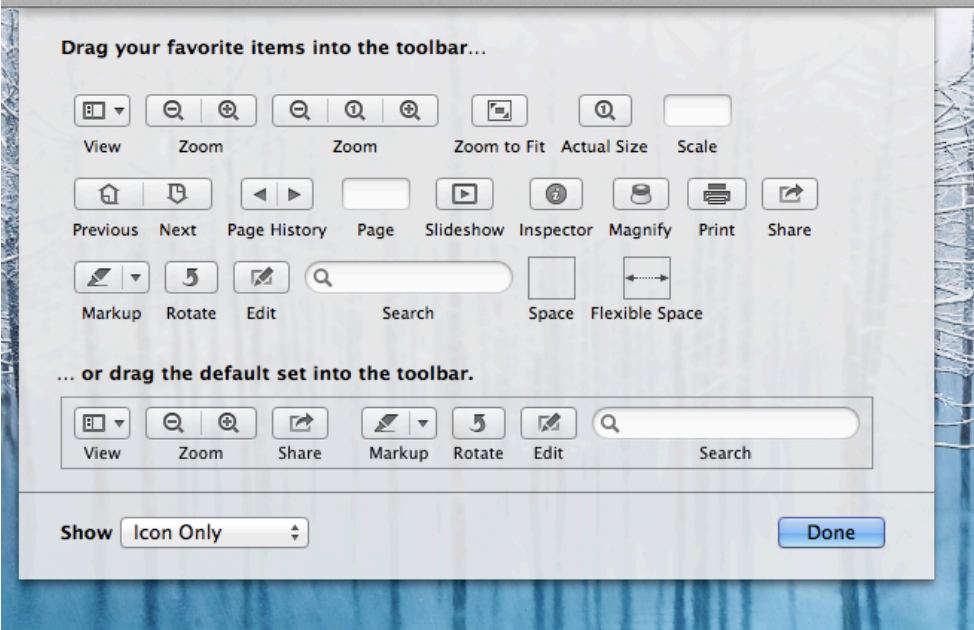 Drag your favorite items into the toolbar...
View Zoom Zoom Zoom to Fit Actual Size Scale
Previous Next Page History Page Slideshow Inspector Magnify Print Share
Markup Rotate Edit Search Space Flexible Space
... or drag the default set into the toolbar.
View Zoom Share Markup Rotate Edit Search
Show Icon Only Done